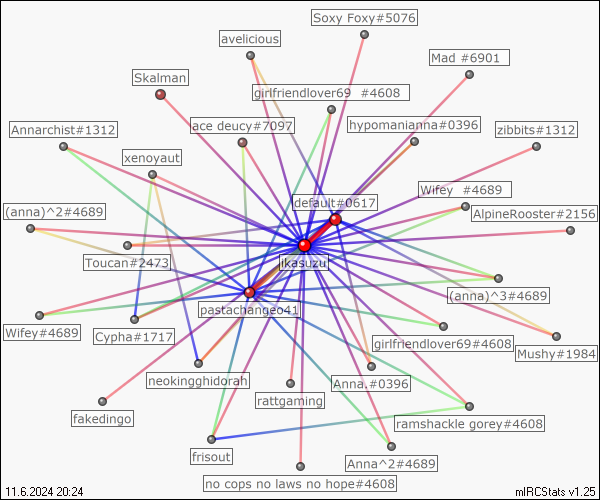 Soxy Foxy#5076
avelicious
Mad #6901
Skalman
girlfriendlover69 #4608
Annarchist#1312
ace deucy#7097
hypomanianna#0396
zibbits#1312
xenoyaut
default#0617
Wifey #4689
(anna)^2#4689
AlpineRooster#2156
Toucan#2473
ikasuzu
(anna)^3#4689
pastachangeo41
Wifey#4689
Cypha#1717
girlfriendlover69#4608
Mushy#1984
neokingghidorah
Anna.#0396
fakedingo
rattgaming
ramshackle gorey#4608
frisout
Anna^2#4689
no cops no laws no hope#4608
11.6.2024 20:24
mIRCStats v1.25